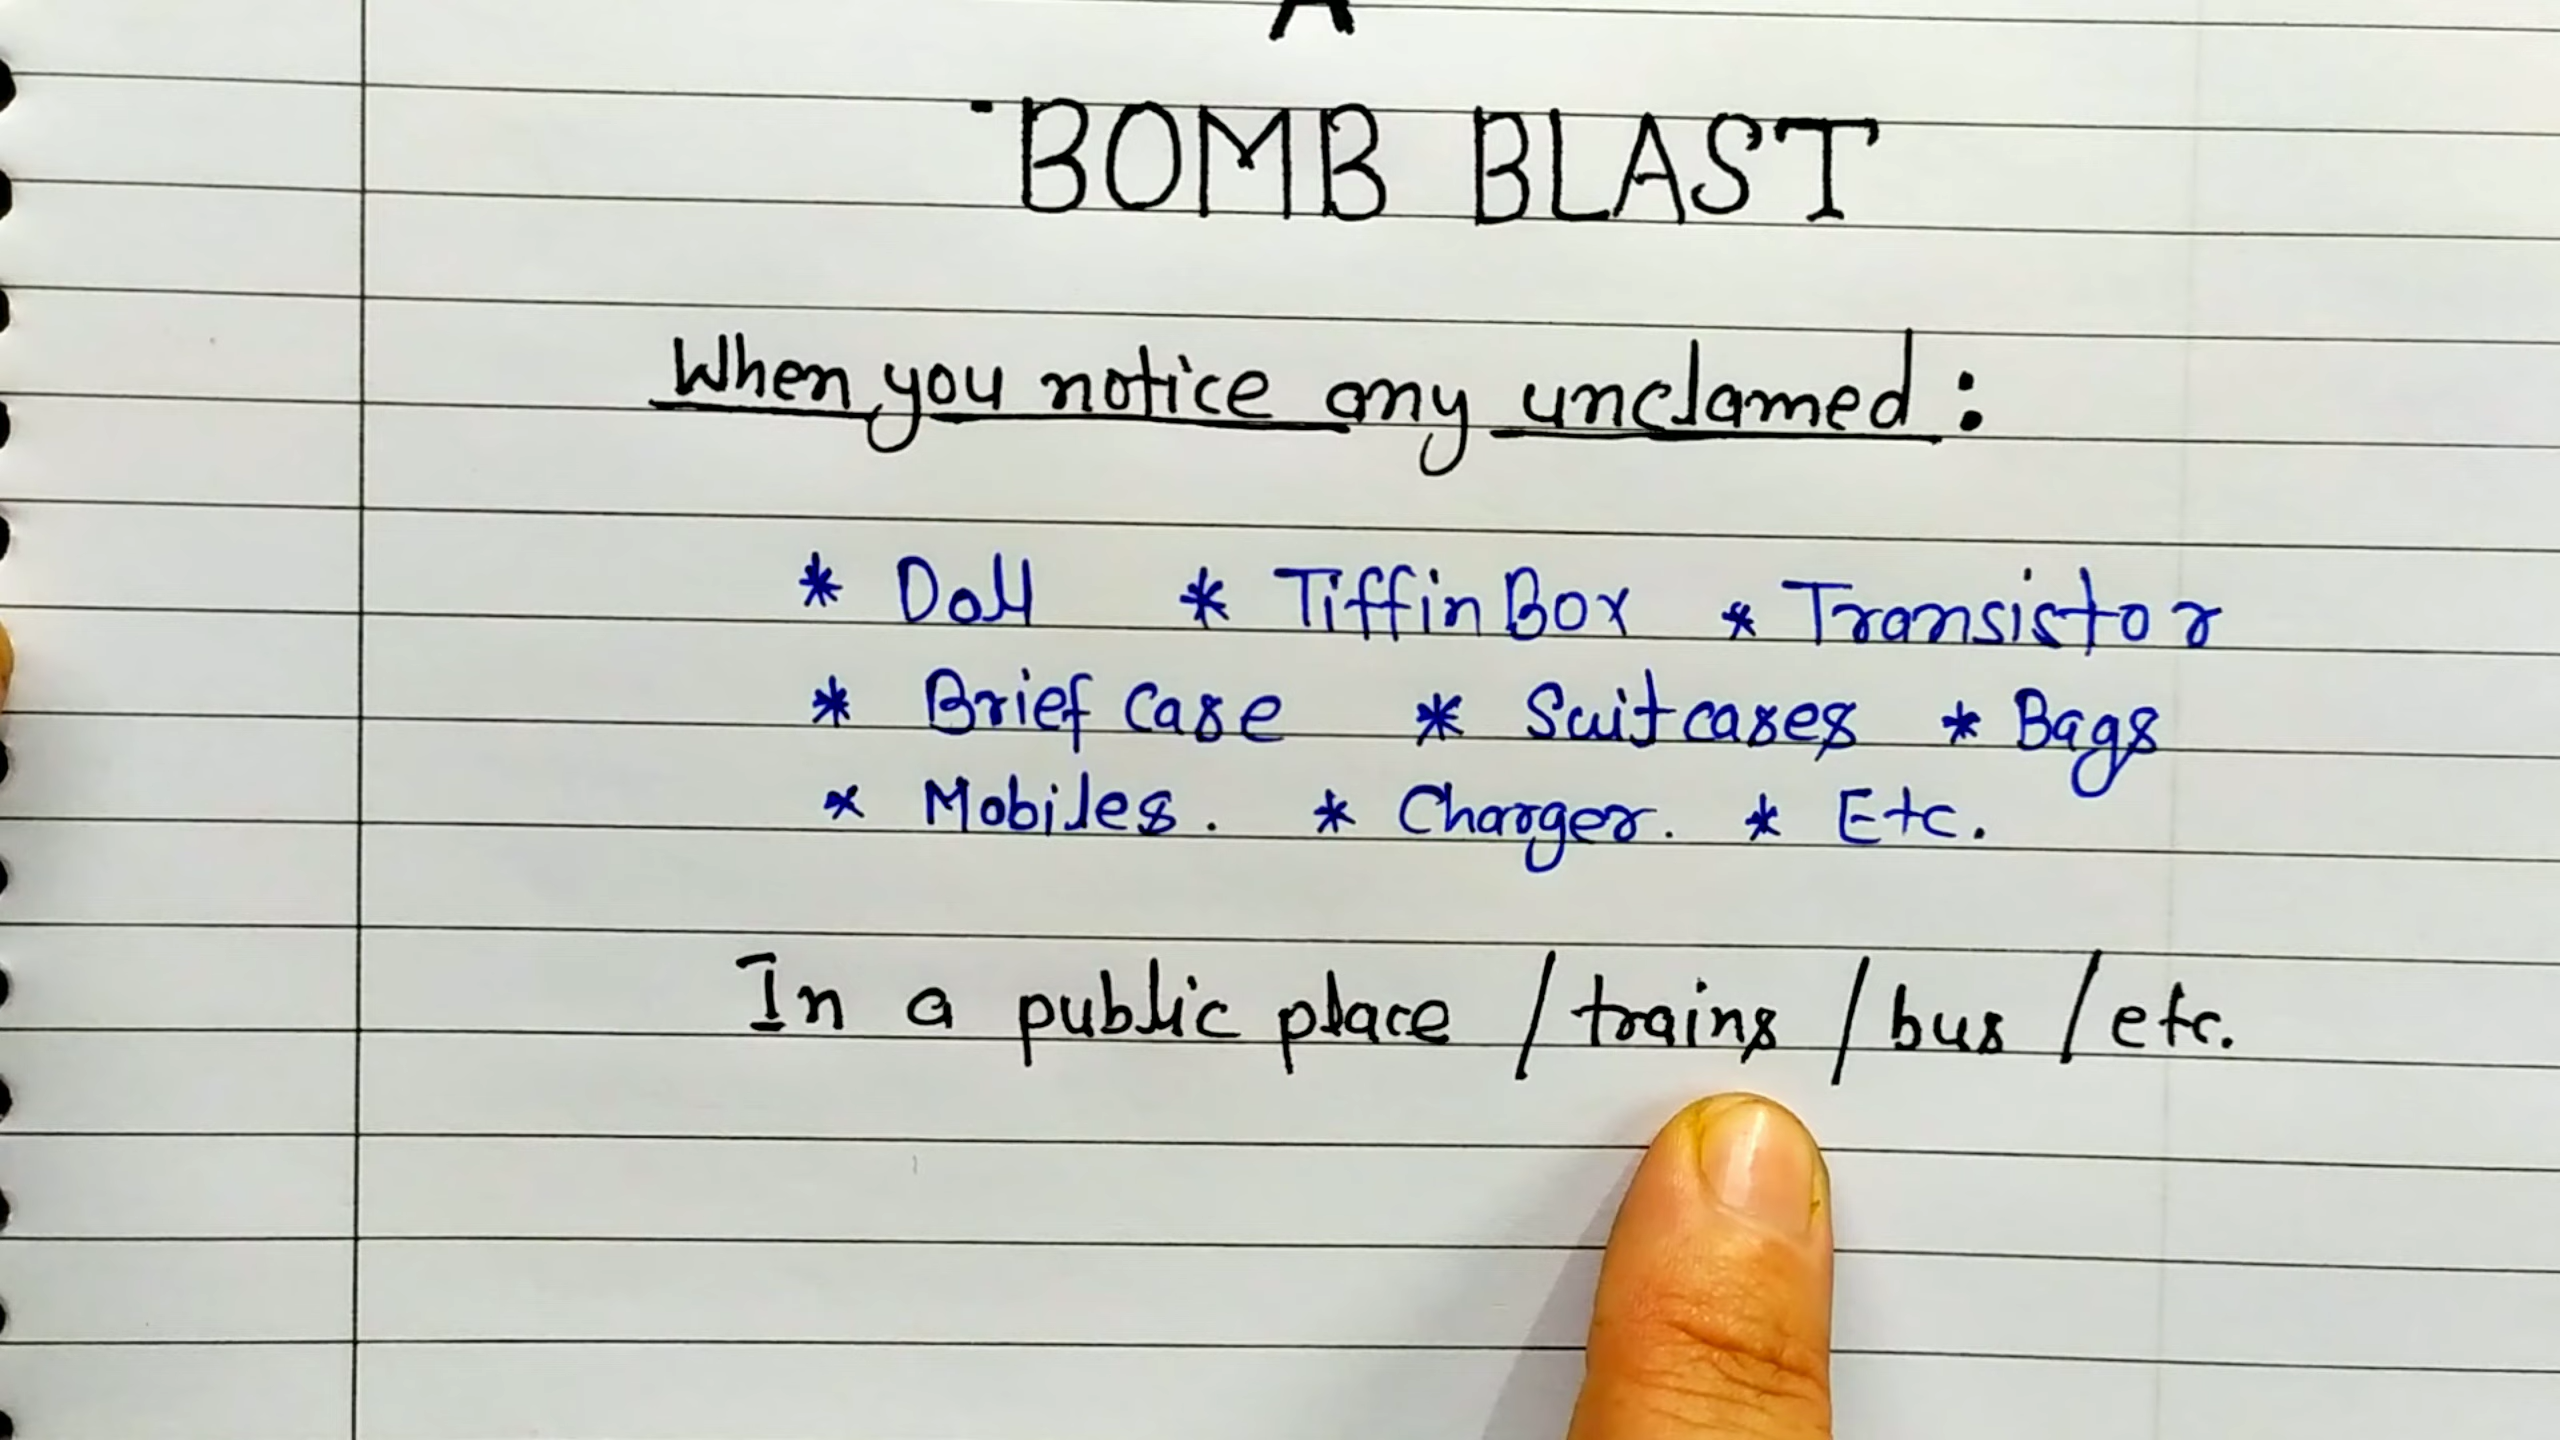 A
BOMB BLAST
When you notice any unclamed :
* Doll * Tiffin Box * Transistor
* Brief case * Suitcases * Bags
* Mobiles. * Charger. * Etc.
In a public place / trains / bus / etc.